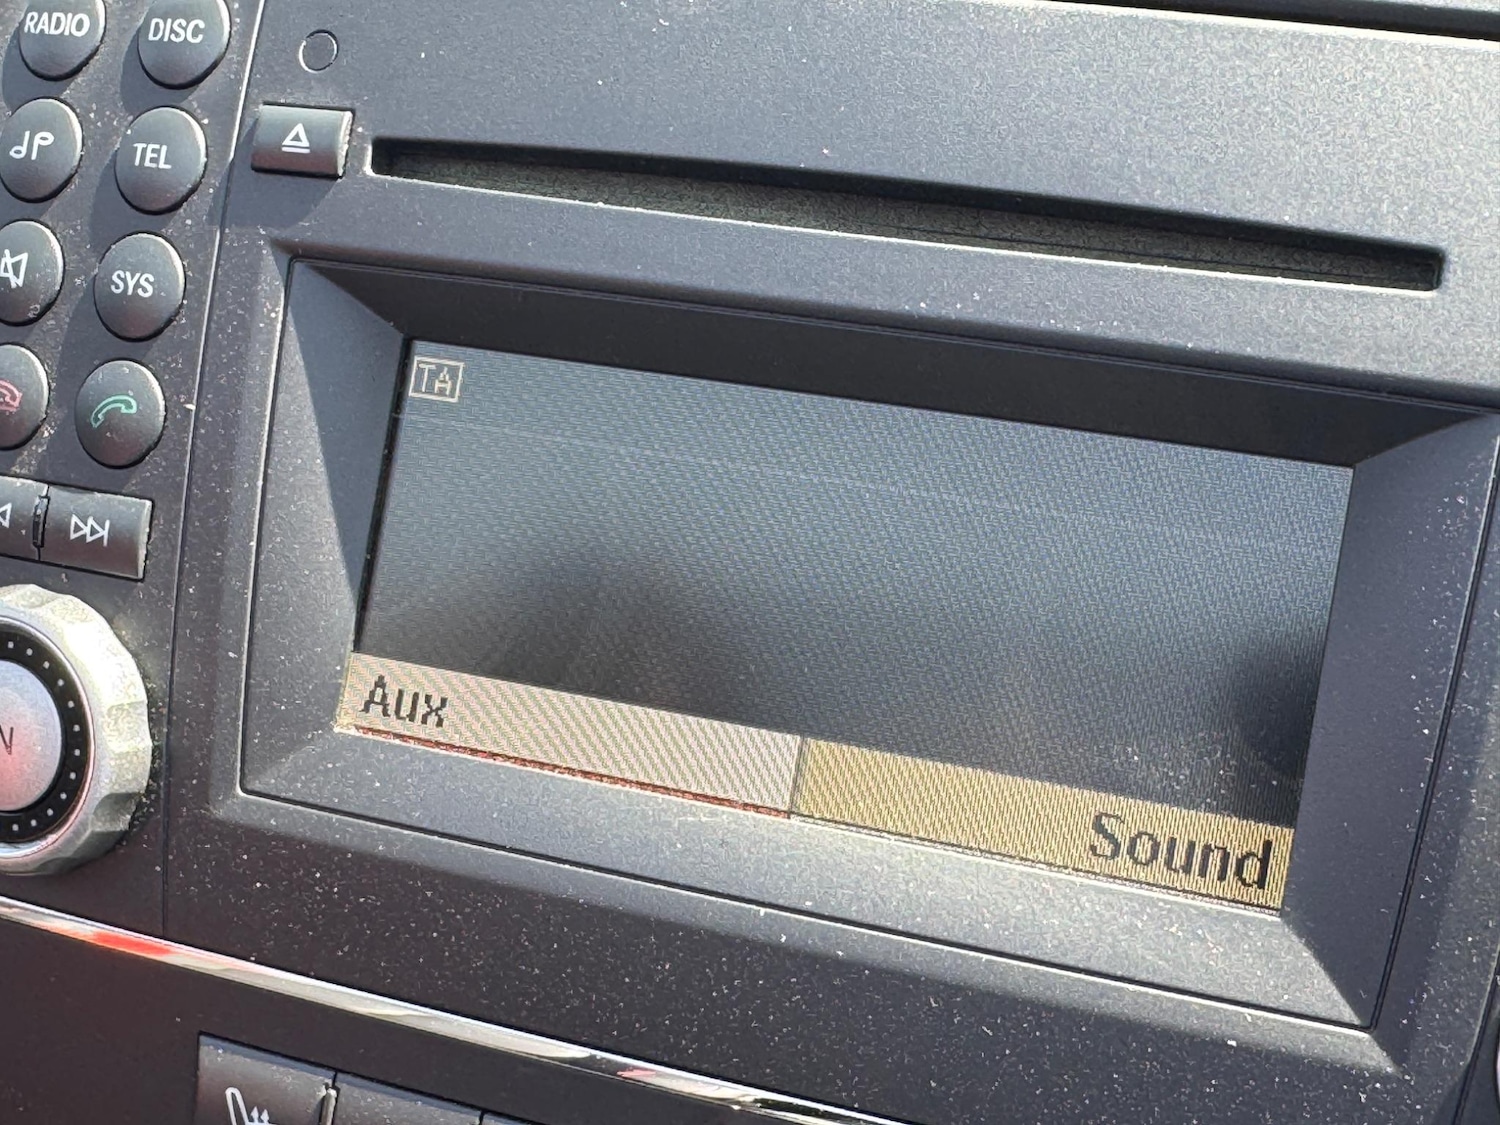 RADIO
DISC
TEL
SYS
TA
Aux
Sound